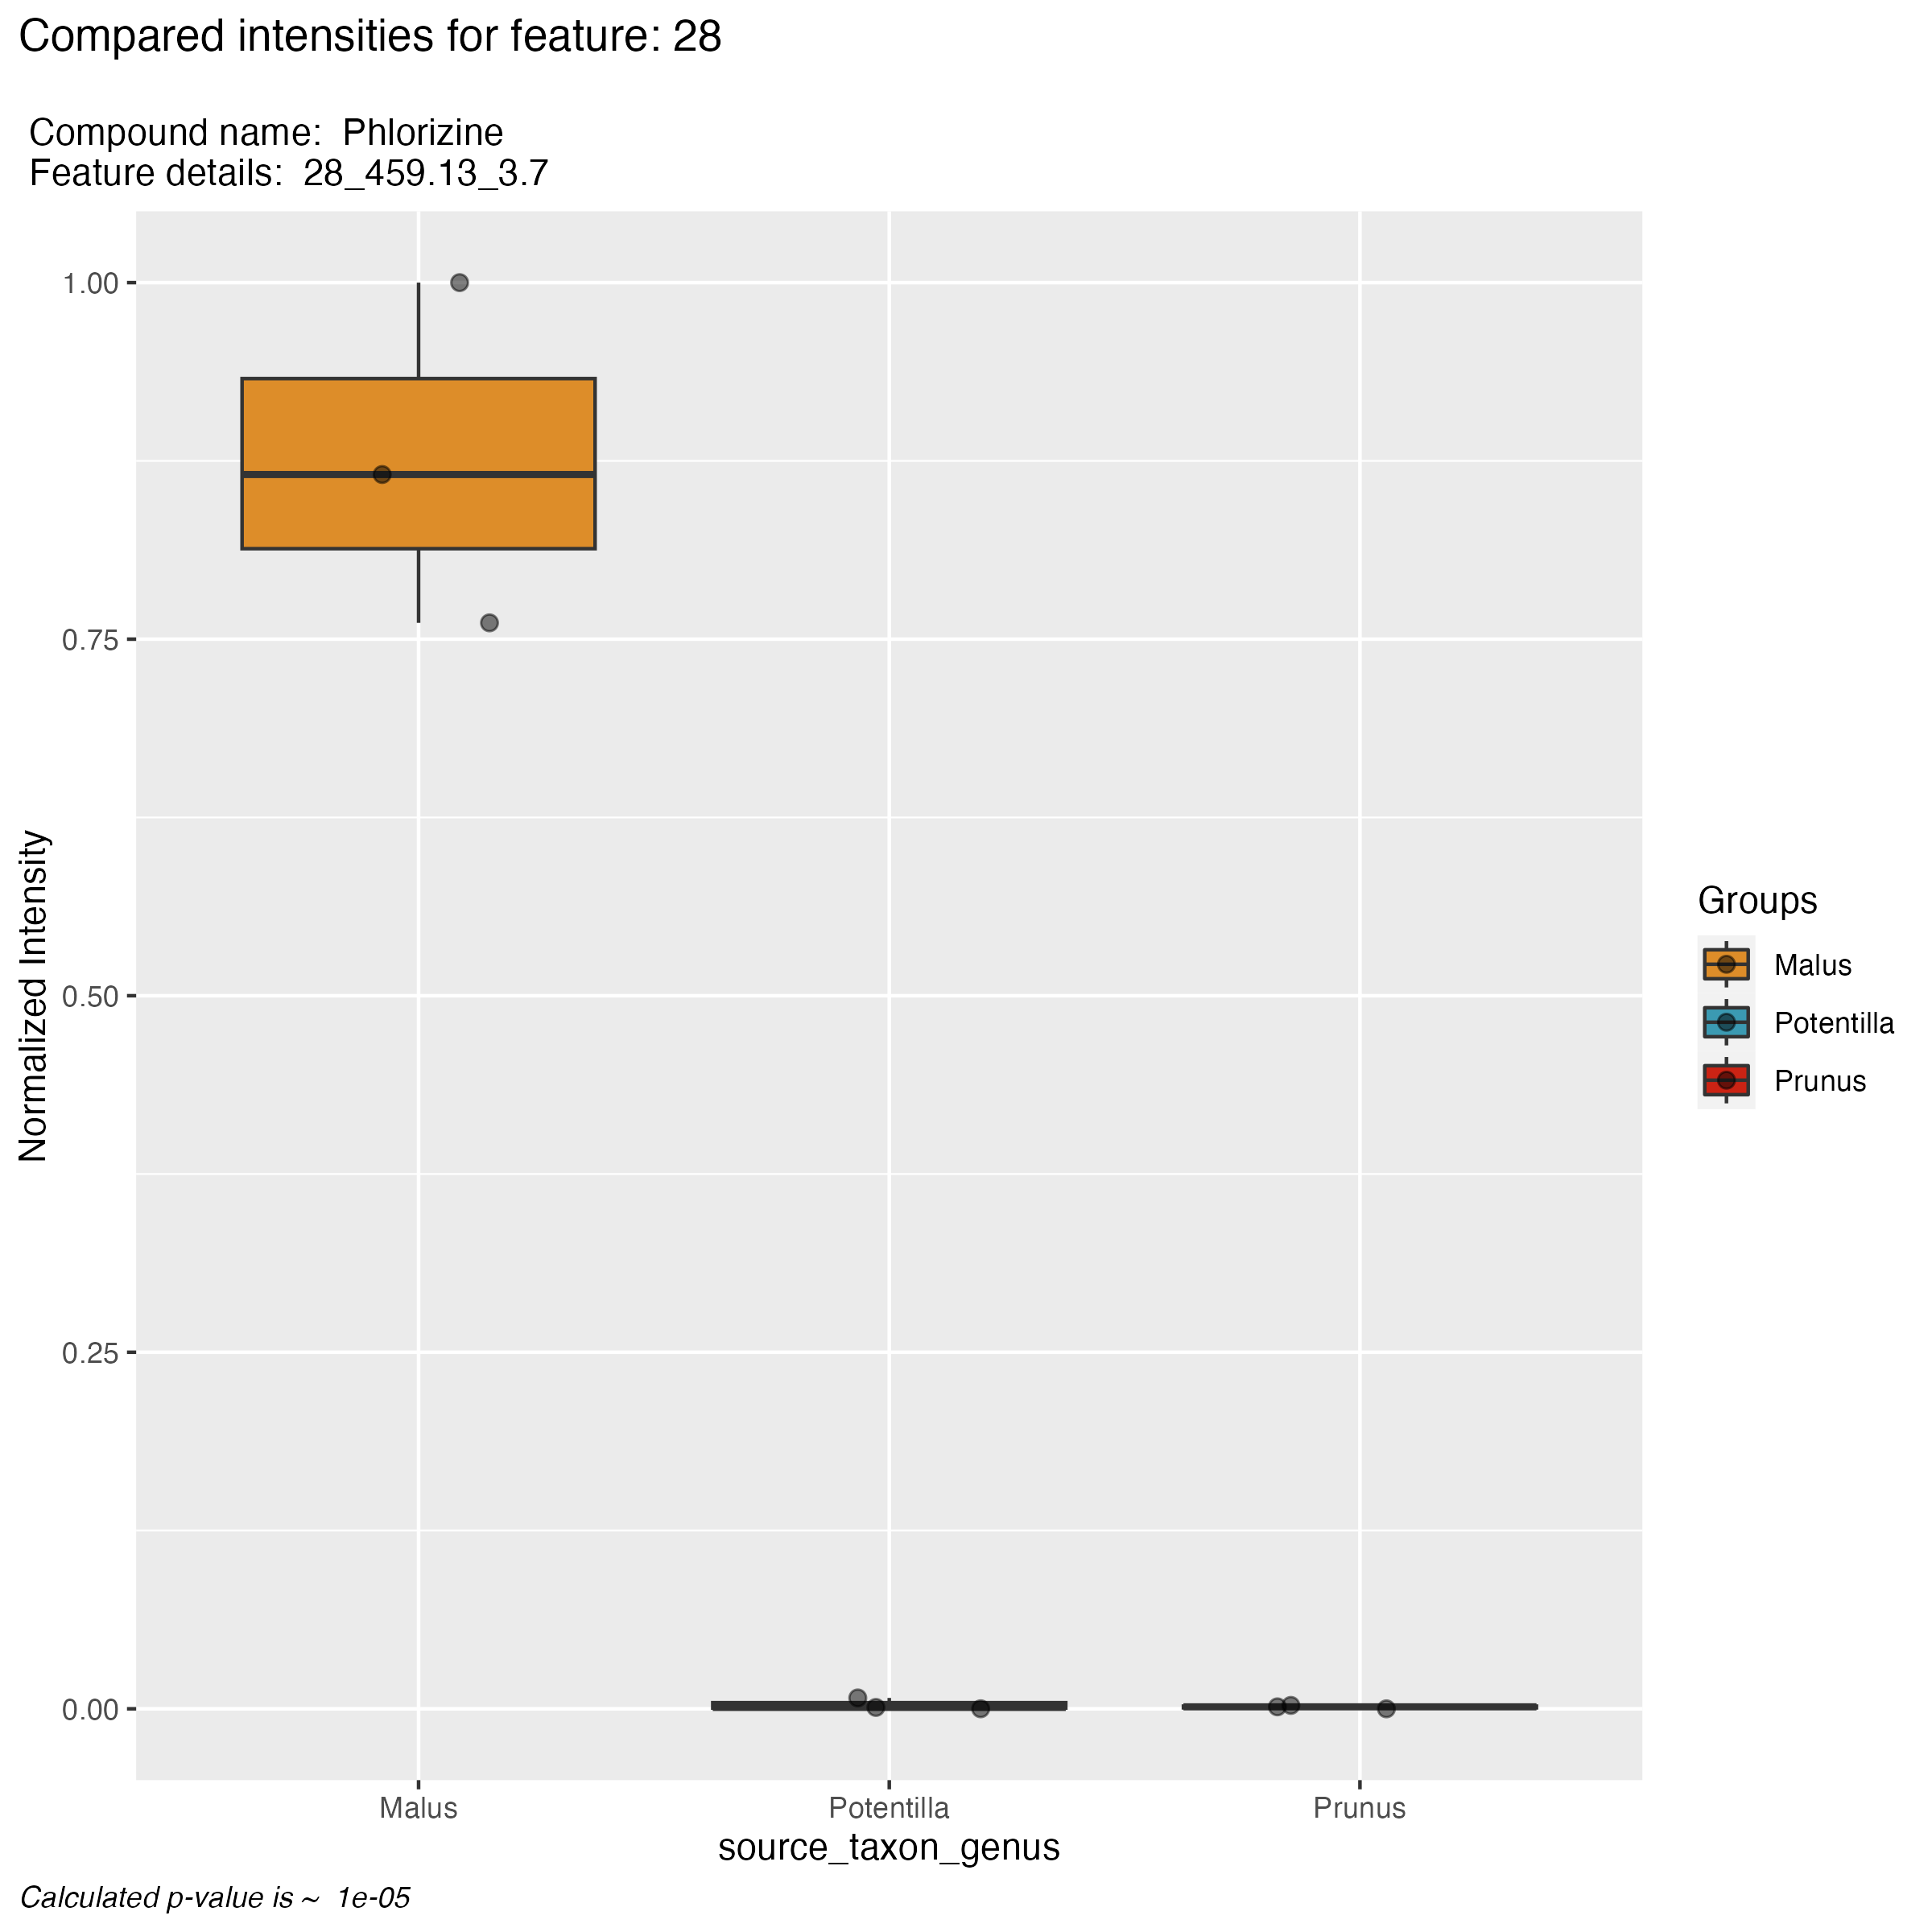 Compared intensities for feature: 28
Compound name:  Phlorizine
Feature details:  28_459.13_3.7
1.00
0.75
0.50
0.25
0.00
Normalized Intensity
Malus
Potentilla
Prunus
source_taxon_genus
Groups
Malus
Potentilla
Prunus
Calculated p-value is ~  1e-05